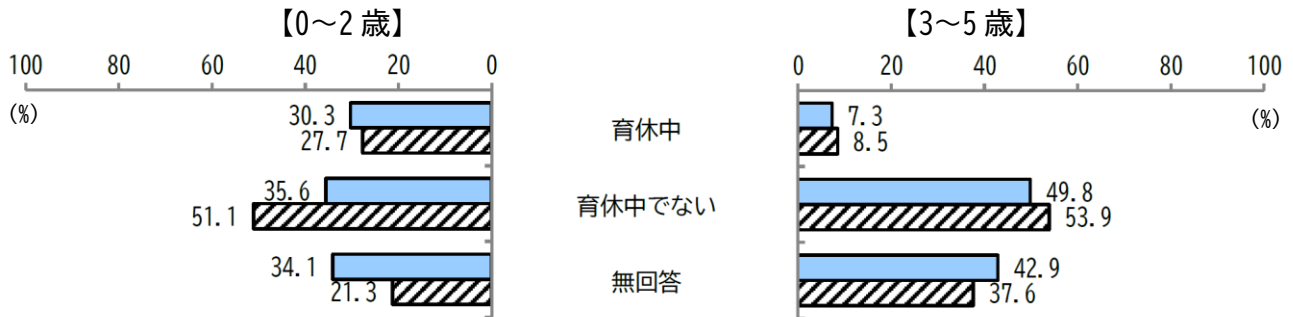 【0～2 歳】 【3～5 歳】
100 80 60 40 20 0 0 20 40 60 80 100
(%) 30.3 育休中 7.3 (%)
27.7 8.5
35.6 育休中でない 49.8
51.1 53.9
34.1 無回答 42.9
21.3 37.6